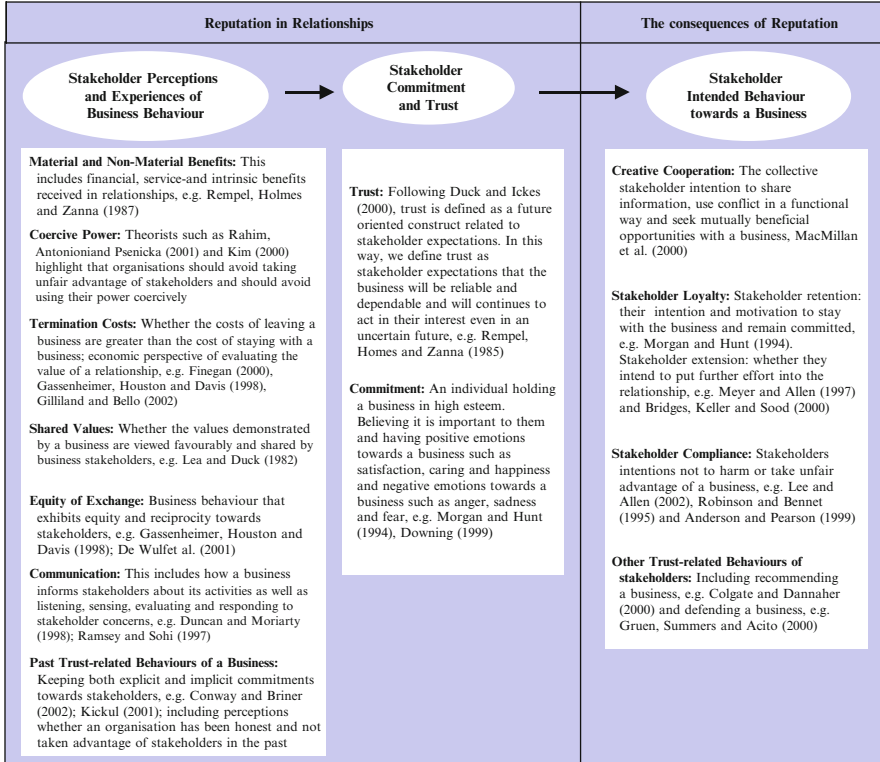 Reputation in Relationships
The consequences of Reputation
Stakeholder Perceptions
and Experiences of
Business Behaviour
Stakeholder
Commitment
and Trust
Stakeholder
Intended Behaviour
towards a Business
Material and Non-Material Benefits: This
includes financial, service-and intrinsic benefits
received in relationships, e.g. Rempel, Holmes
and Zanna (1987)
Coercive Power: Theorists such as Rahim,
Antonioniand Psenicka (2001) and Kim (2000)
highlight that organisations should avoid taking
unfair advantage of stakeholders and should avoid
using their power coercively
Termination Costs: Whether the costs of leaving a
business are greater than the cost of staying with a
business; economic perspective of evaluating the
value of a relationship, e.g. Finegan (2000),
Gassenheimer, Houston and Davis (1998),
Gilliland and Bello (2002)
Shared Values: Whether the values demonstrated
by a business are viewed favourably and shared by
business stakeholders, e.g. Lea and Duck (1982)
Equity of Exchange: Business behaviour that
exhibits equity and reciprocity towards
stakeholders, e.g. Gassenheimer, Houston and
Davis (1998); De Wulfet al. (2001)
Communication: This includes how a business
informs stakeholders about its activities as well as
listening, sensing, evaluating and responding to
stakeholder concerns, e.g. Duncan and Moriarty
(1998); Ramsey and Sohi (1997)
Past Trust-related Behaviours of a Business:
Keeping both explicit and implicit commitments
towards stakeholders, e.g. Conway and Briner
(2002); Kickul (2001); including perceptions
whether an organisation has been honest and not
taken advantage of stakeholders in the past
Trust: Following Duck and Ickes
(2000), trust is defined as a future
oriented construct related to
stakeholder expectations. In this
way, we define trust as
stakeholder expectations that the
business will be reliable and
dependable and will continues to
act in their interest even in an
uncertain future, e.g. Rempel,
Homes and Zanna (1985)
Commitment: An individual holding
a business in high esteem.
Believing it is important to them
and having positive emotions
towards a business such as
satisfaction, caring and happiness
and negative emotions towards a
business such as anger, sadness
and fear, e.g. Morgan and Hunt
(1994), Downing (1999)
Creative Cooperation: The collective
stakeholder intention to share
information, use conflict in a functional
way and seek mutually beneficial
opportunities with a business, MacMillan
et al. (2000)
Stakeholder Loyalty: Stakeholder retention:
their intention and motivation to stay
with the business and remain committed,
e.g. Morgan and Hunt (1994).
Stakeholder extension: whether they
intend to put further effort into the
relationship, e.g. Meyer and Allen (1997)
and Bridges, Keller and Sood (2000)
Stakeholder Compliance: Stakeholders
intentions not to harm or take unfair
advantage of a business, e.g. Lee and
Allen (2002), Robinson and Bennet
(1995) and Anderson and Pearson (1999)
Other Trust-related Behaviours of
stakeholders: Including recommending
a business, e.g. Colgate and Dannaher
(2000) and defending a business, e.g.
Gruen, Summers and Acito (2000)